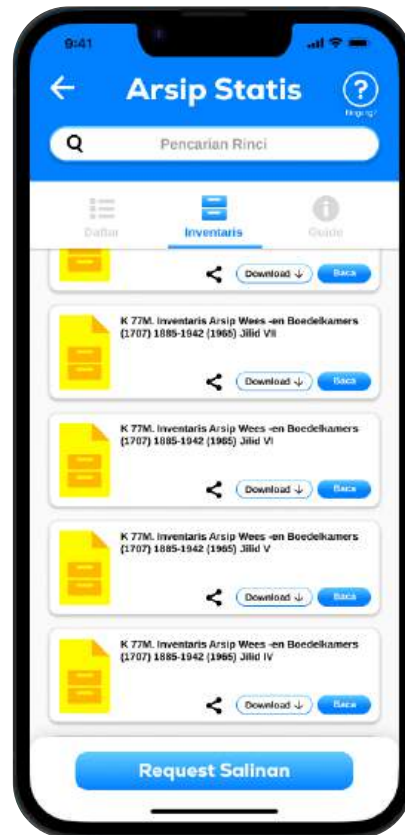 9:41
Arsip Statis
?
Pencarian Rinci
Daftar
Inventaris
Guide
Download ↓
Baca
K 77M. Inventaris Arsip Wees -en Boedelkamers
(1707) 1885-1942 (1965) Jilid VII
Download ↓
Baca
K 77M. Inventaris Arsip Wees -en Boedelkamers
(1707) 1885-1942 (1965) Jilid VI
Download ↓
Baca
K 77M. Inventaris Arsip Wees -en Boedelkamers
(1707) 1885-1942 (1965) Jilid V
Download ↓
Baca
K 77M. Inventaris Arsip Wees -en Boedelkamers
(1707) 1885-1942 (1965) Jilid IV
Download ↓
Baca
Request Salinan